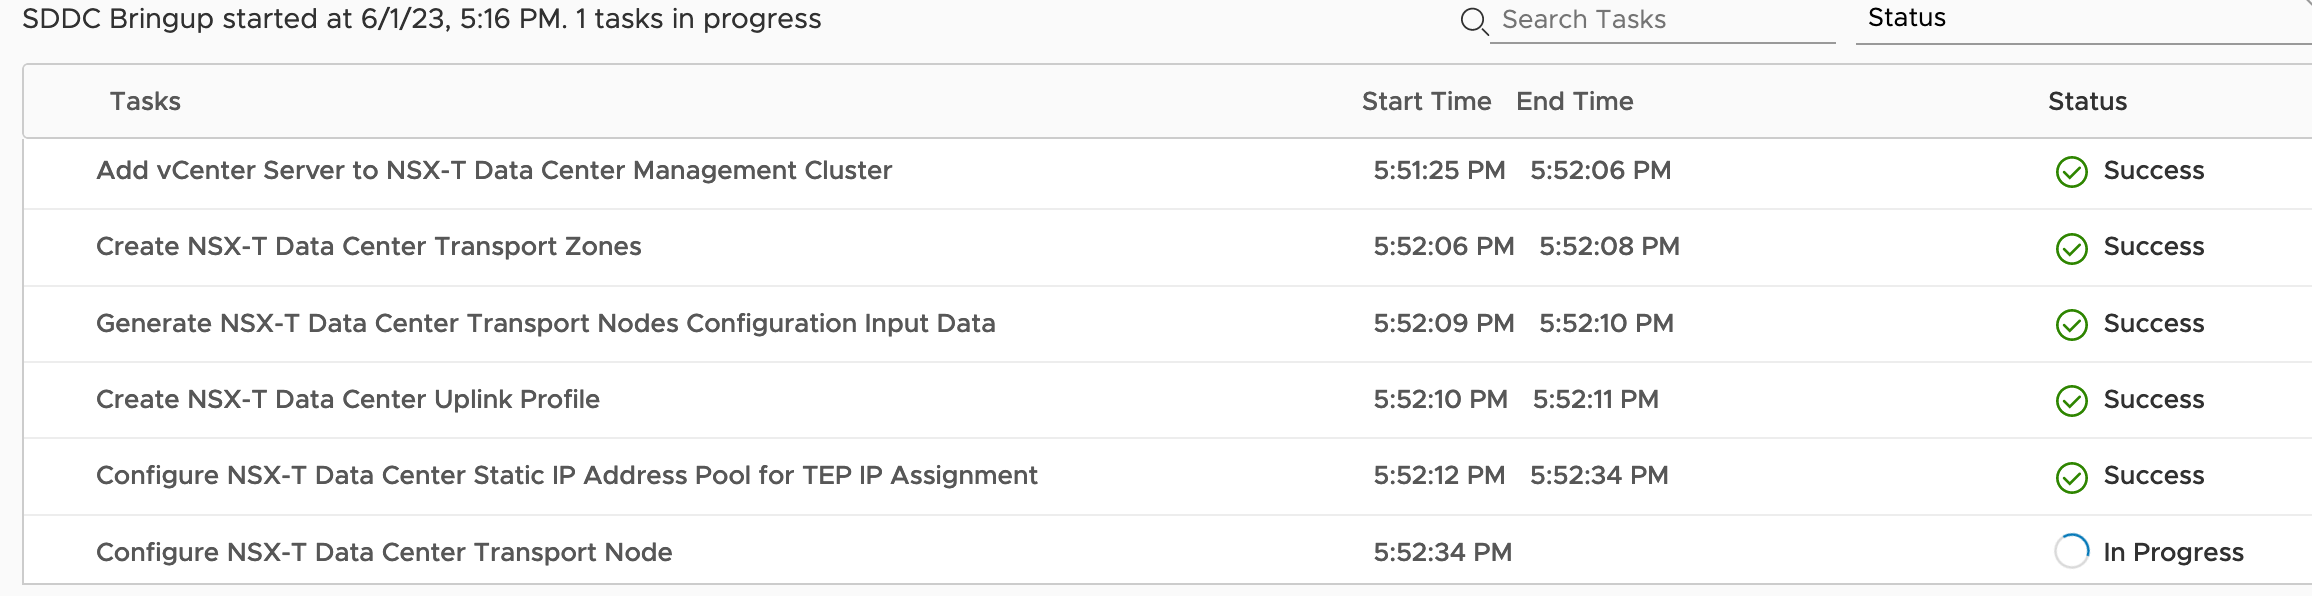 SDDC Bringup started at 6/1/23, 5:16 PM. 1 tasks in progress
Search Tasks
Status
Tasks Start Time End Time Status
Add vCenter Server to NSX-T Data Center Management Cluster 5:51:25 PM 5:52:06 PM Success
Create NSX-T Data Center Transport Zones 5:52:06 PM 5:52:08 PM Success
Generate NSX-T Data Center Transport Nodes Configuration Input Data 5:52:09 PM 5:52:10 PM Success
Create NSX-T Data Center Uplink Profile 5:52:10 PM 5:52:11 PM Success
Configure NSX-T Data Center Static IP Address Pool for TEP IP Assignment 5:52:12 PM 5:52:34 PM Success
Configure NSX-T Data Center Transport Node 5:52:34 PM In Progress